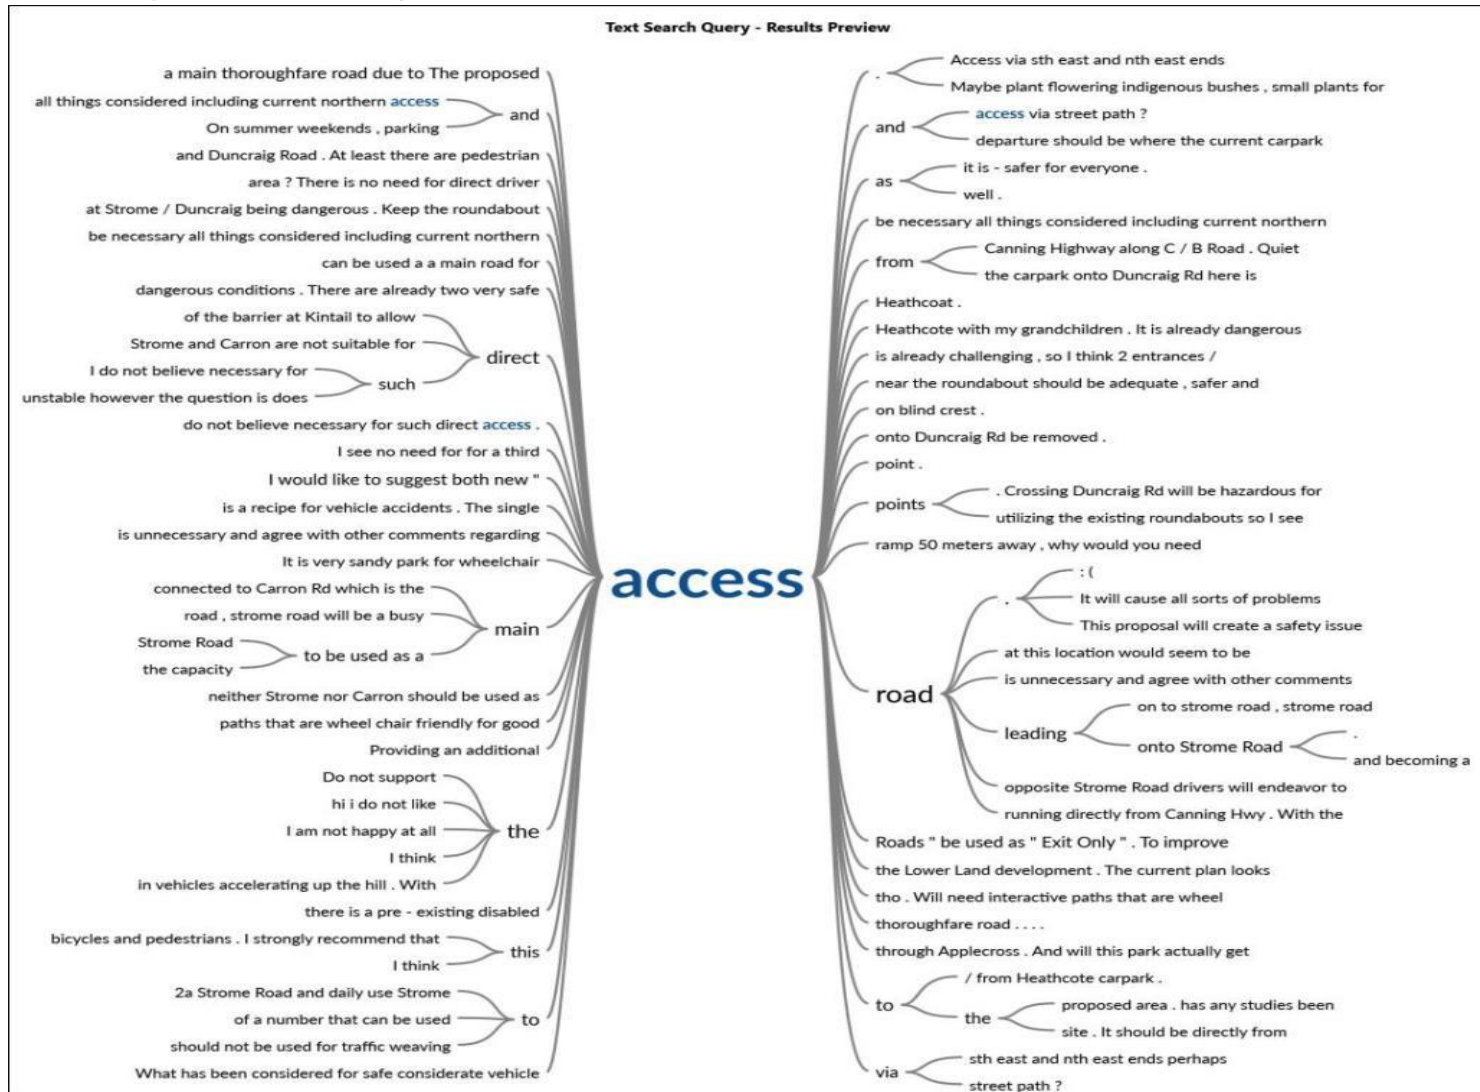 Text Search Query - Results Preview
a main thoroughfare road due to The proposed
all things considered including current northern access
On summer weekends , parking
and
and Duncraig Road . At least there are pedestrian
area ? There is no need for direct driver
at Strome / Duncraig being dangerous . Keep the roundabout
be necessary all things considered including current northern
can be used a a main road for
dangerous conditions . There are already two very safe
of the barrier at Kintail to allow
Strome and Carron are not suitable for
direct
I do not believe necessary for
such
unstable however the question is does
do not believe necessary for such direct access .
I see no need for for a third
I would like to suggest both new "
is a recipe for vehicle accidents . The single
is unnecessary and agree with other comments regarding
It is very sandy park for wheelchair
connected to Carron Rd which is the
road , strome road will be a busy
main
Strome Road
to be used as a
the capacity
neither Strome nor Carron should be used as
paths that are wheel chair friendly for good
Providing an additional
Do not support
hi i do not like
I am not happy at all
the
I think
in vehicles accelerating up the hill . With
there is a pre - existing disabled
bicycles and pedestrians . I strongly recommend that
this
I think
2a Strome Road and daily use Strome
of a number that can be used
to
should not be used for traffic weaving
What has been considered for safe considerate vehicle
access
.
Access via sth east and nth east ends
Maybe plant flowering indigenous bushes , small plants for
and
access via street path ?
departure should be where the current carpark
as
it is - safer for everyone .
well .
be necessary all things considered including current northern
from
Canning Highway along C / B Road . Quiet
the carpark onto Duncraig Rd here is
Heathcoat .
Heathcote with my grandchildren . It is already dangerous
is already challenging , so I think 2 entrances /
near the roundabout should be adequate , safer and
on blind crest .
onto Duncraig Rd be removed .
point .
points
. Crossing Duncraig Rd will be hazardous for
utilizing the existing roundabouts so I see
ramp 50 meters away , why would you need
road
.
: (
It will cause all sorts of problems
This proposal will create a safety issue
at this location would seem to be
is unnecessary and agree with other comments
leading
on to strome road , strome road
onto Strome Road
.
and becoming a
opposite Strome Road drivers will endeavor to
running directly from Canning Hwy . With the
Roads " be used as " Exit Only " . To improve
the Lower Land development . The current plan looks
tho . Will need interactive paths that are wheel
thoroughfare road . . . .
through Applecross . And will this park actually get
to
/ from Heathcote carpark .
the
proposed area . has any studies been
site . It should be directly from
via
sth east and nth east ends perhaps
street path ?